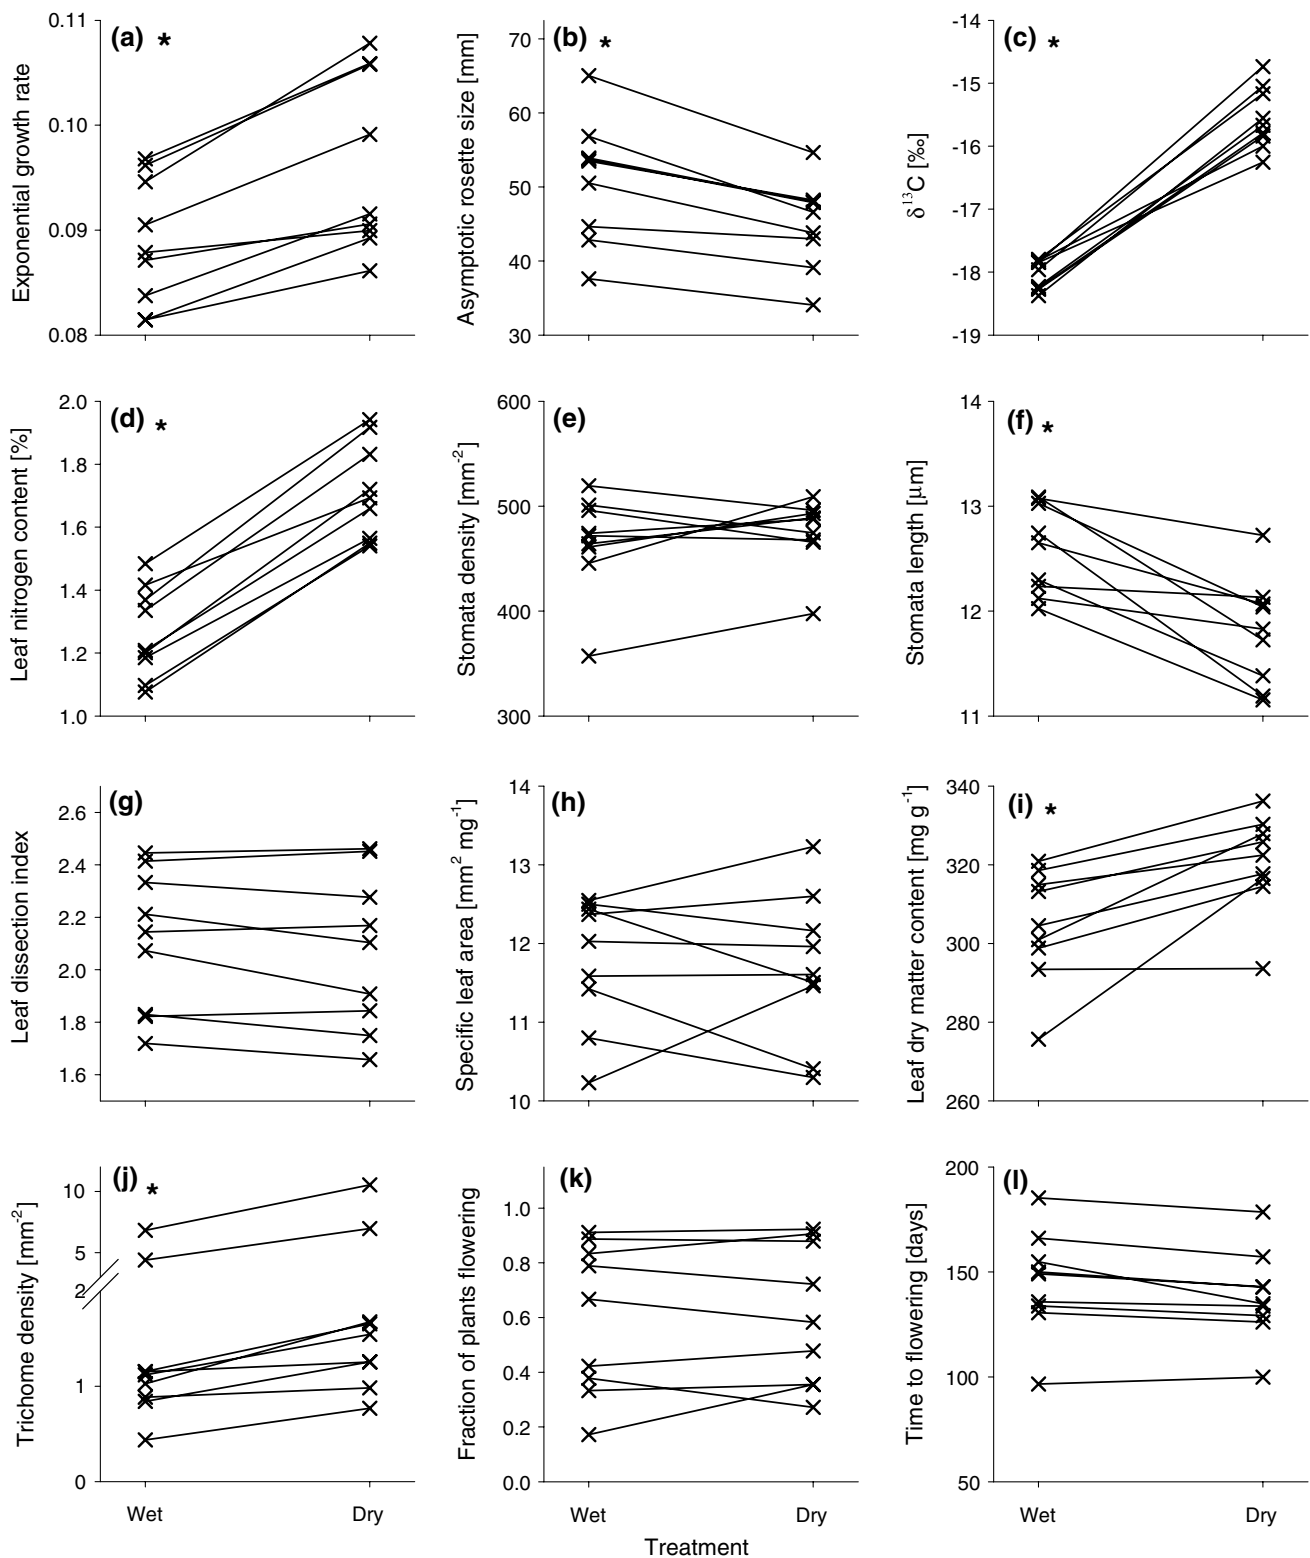 (a) *
Exponential growth rate
0.11
0.10
0.09
0.08
(b) *
Asymptotic rosette size [mm]
70
60
50
40
30
(c) *
δ¹³C [‰]
-14
-15
-16
-17
-18
-19
(d) *
Leaf nitrogen content [%]
2.0
1.8
1.6
1.4
1.2
1.0
(e)
Stomata density [mm⁻²]
600
500
400
300
(f) *
Stomata length [μm]
14
13
12
11
(g)
Leaf dissection index
2.6
2.4
2.2
2.0
1.8
1.6
(h)
Specific leaf area [mm² mg⁻¹]
14
13
12
11
10
(i) *
Leaf dry matter content [mg g⁻¹]
340
320
300
280
260
(j) *
Trichome density [mm⁻²]
10
5
2
1
0
Wet Dry
(k)
Fraction of plants flowering
1.0
0.8
0.6
0.4
0.2
0.0
Wet Dry
(l)
Time to flowering [days]
200
150
100
50
Wet Dry
Treatment